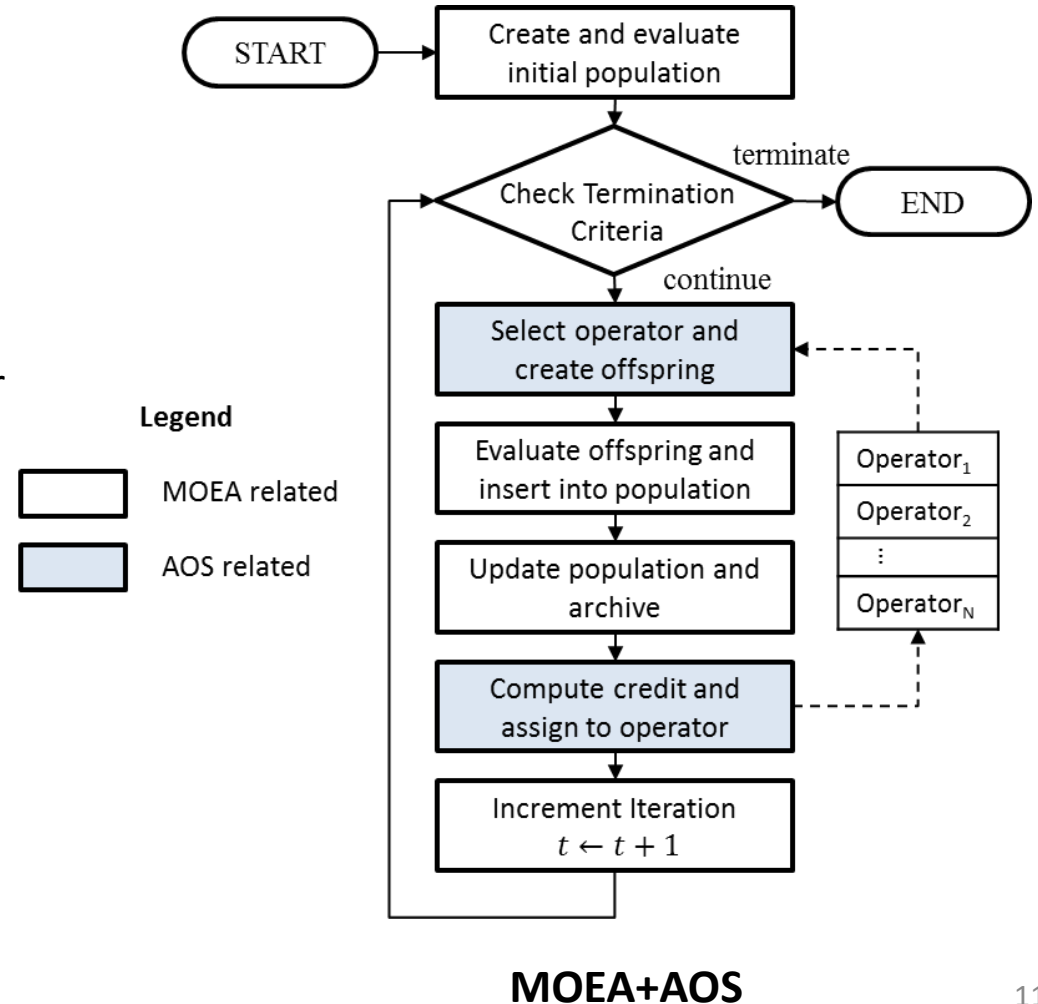 START
Create and evaluate
initial population
terminate
Check Termination
Criteria
END
continue
Select operator and
create offspring
Legend
MOEA related
AOS related
Evaluate offspring and
insert into population
Operator₁
Operator₂
⋮
Operator_N
Update population and
archive
Compute credit and
assign to operator
Increment Iteration
t ← t + 1
MOEA+AOS
11